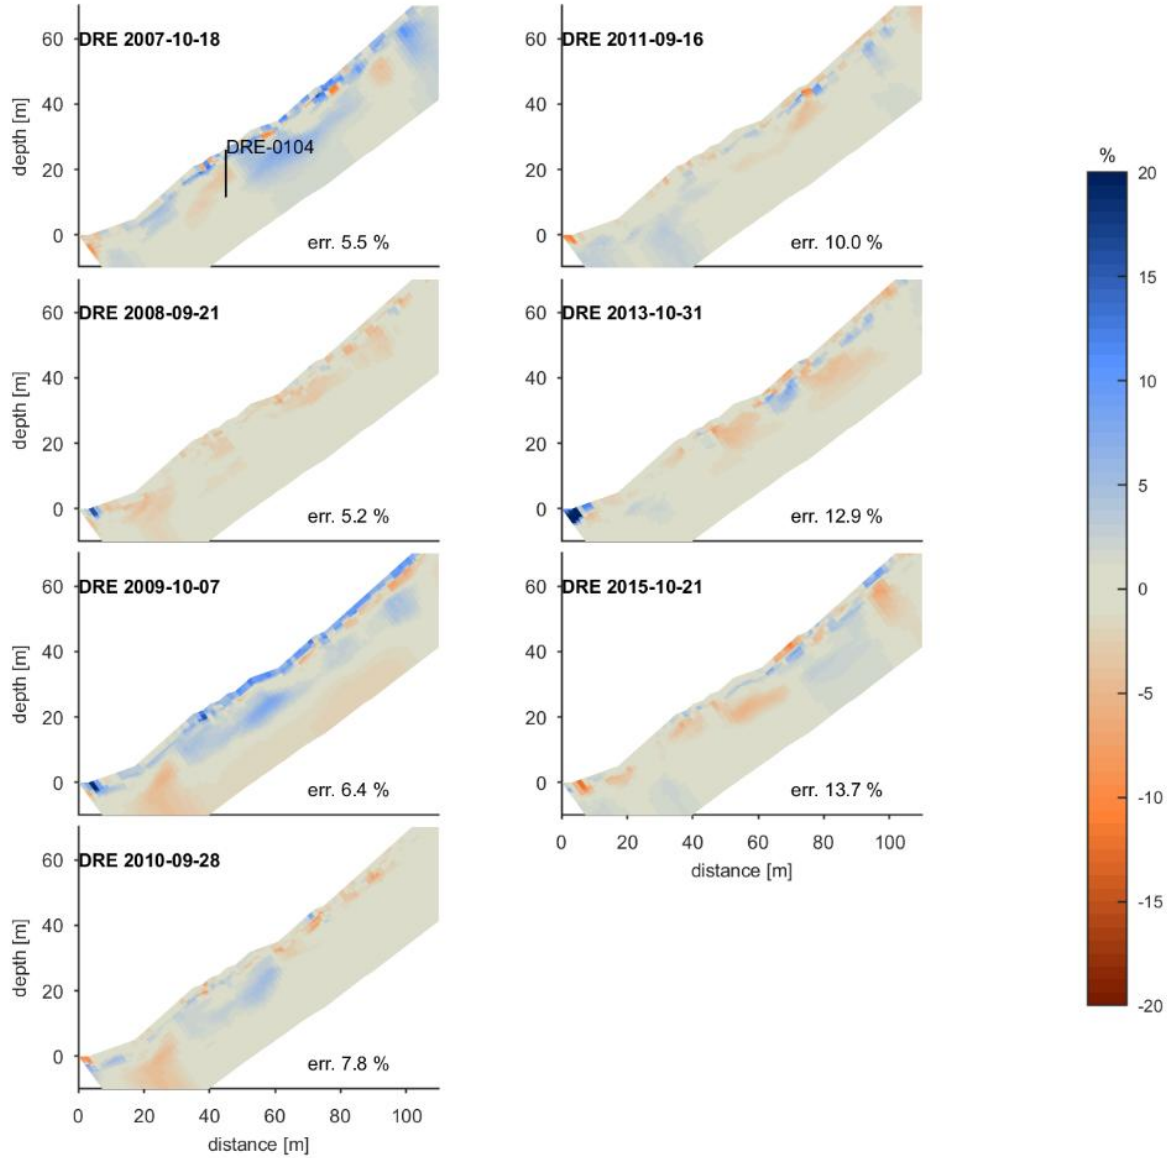 DRE 2007-10-18
depth [m]
60
40
20
0
DRE-0104
err. 5.5 %
DRE 2011-09-16
60
40
20
0
err. 10.0 %
DRE 2008-09-21
depth [m]
60
40
20
0
err. 5.2 %
DRE 2013-10-31
60
40
20
0
err. 12.9 %
DRE 2009-10-07
depth [m]
60
40
20
0
err. 6.4 %
DRE 2015-10-21
60
40
20
0
err. 13.7 %
0 20 40 60 80 100
distance [m]
DRE 2010-09-28
depth [m]
60
40
20
0
err. 7.8 %
0 20 40 60 80 100
distance [m]
%
20
15
10
5
0
-5
-10
-15
-20